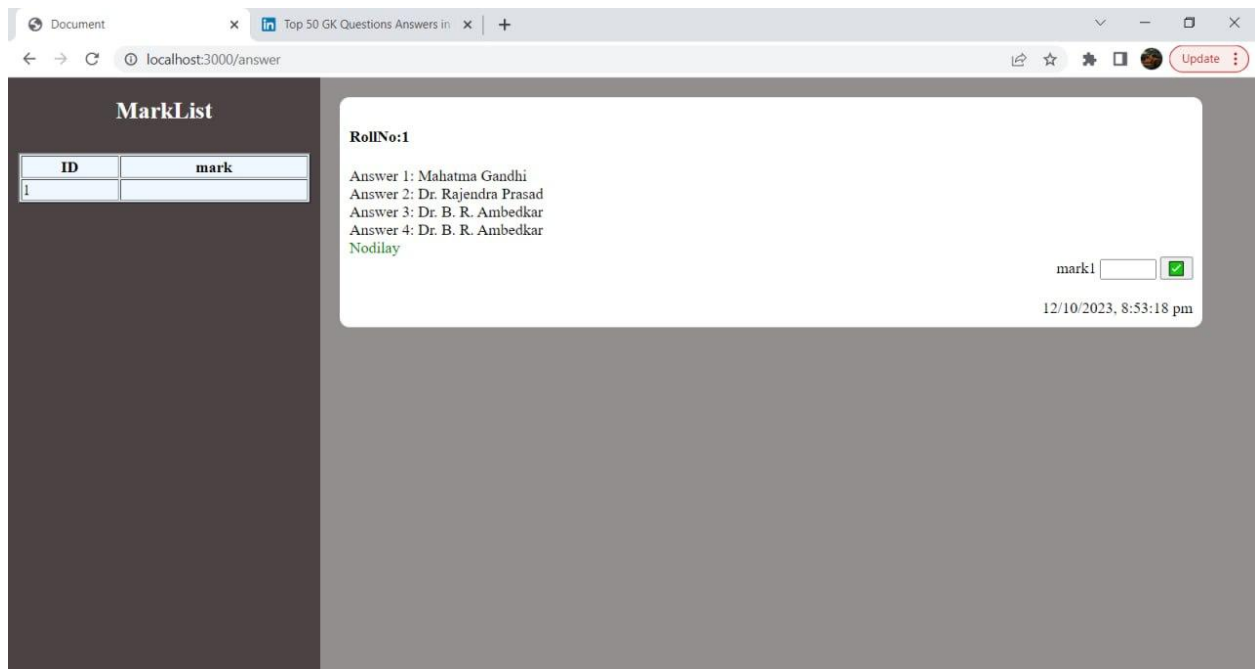 Document
Top 50 GK Questions Answers in
localhost:3000/answer
Update
MarkList
ID mark
1
RollNo:1
Answer 1: Mahatma Gandhi
Answer 2: Dr. Rajendra Prasad
Answer 3: Dr. B. R. Ambedkar
Answer 4: Dr. B. R. Ambedkar
Nodilay
mark1
12/10/2023, 8:53:18 pm